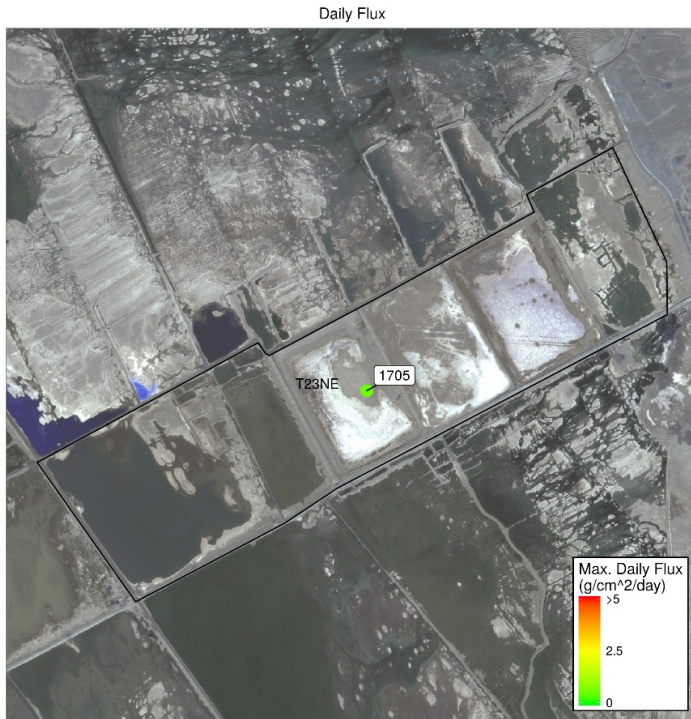 Daily Flux
T23NE
1705
Max. Daily Flux
(g/cm^2/day)
>5
2.5
0